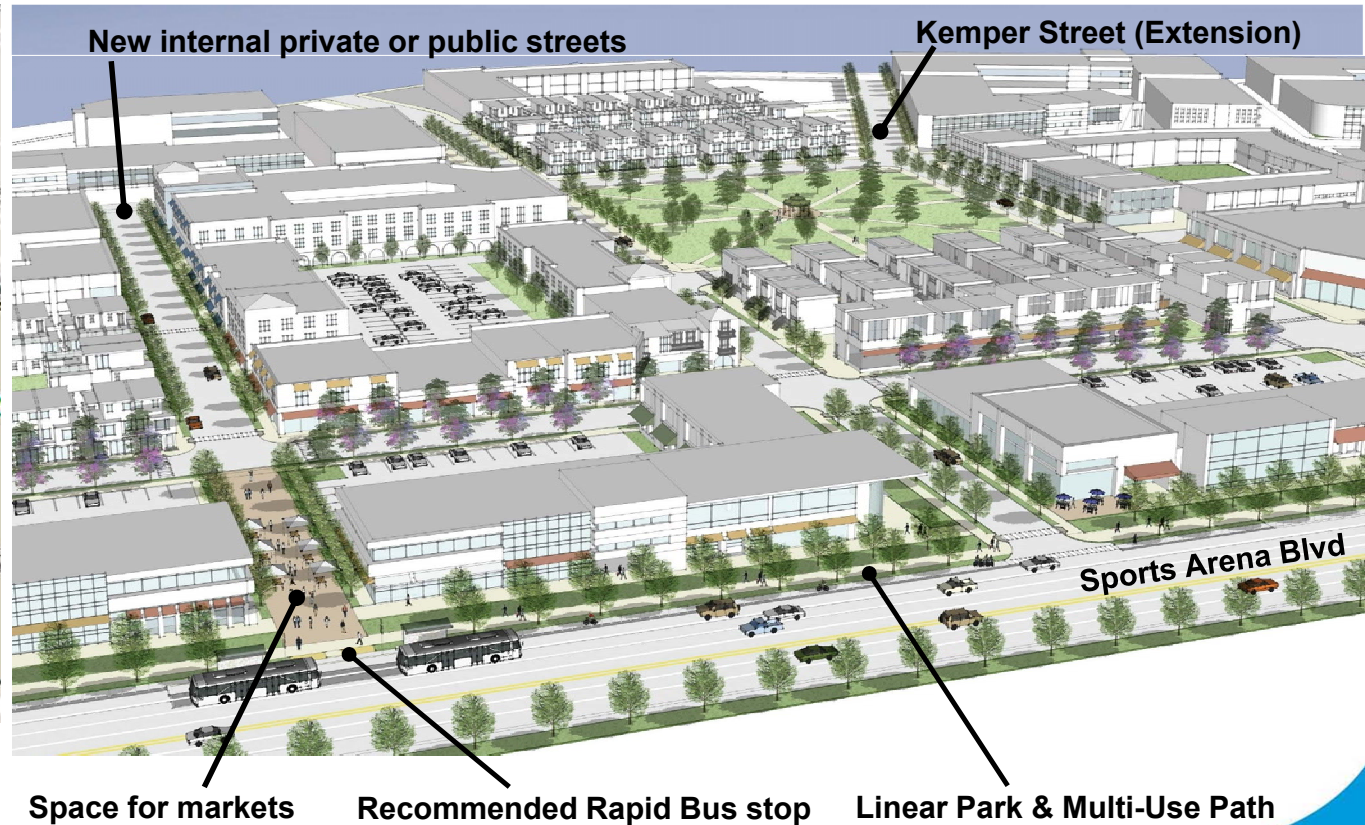 New internal private or public streets
Kemper Street (Extension)
Sports Arena Blvd
Space for markets
Recommended Rapid Bus stop
Linear Park & Multi-Use Path